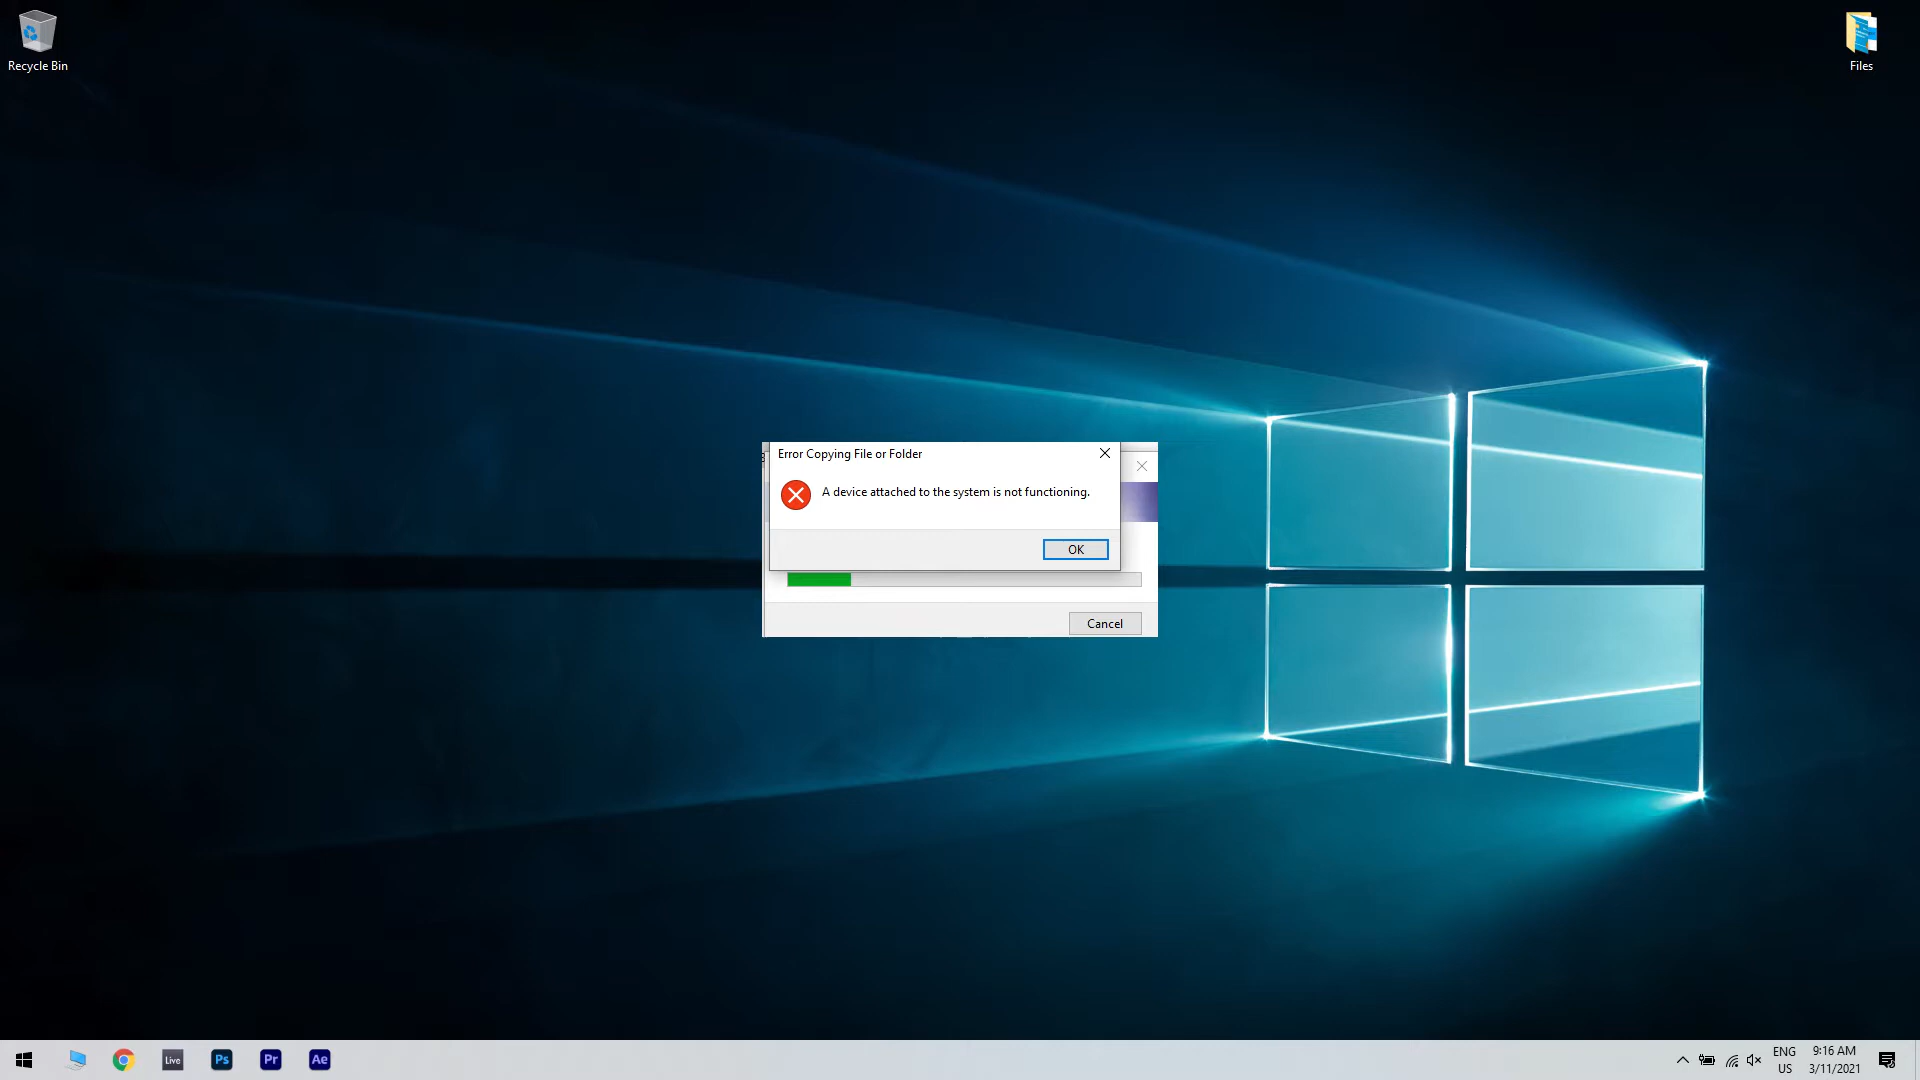 Recycle Bin
Files
Error Copying File or Folder
A device attached to the system is not functioning.
OK
Cancel
Live
Ps
Pr
Ae
ENG
US
9:16 AM
3/11/2021